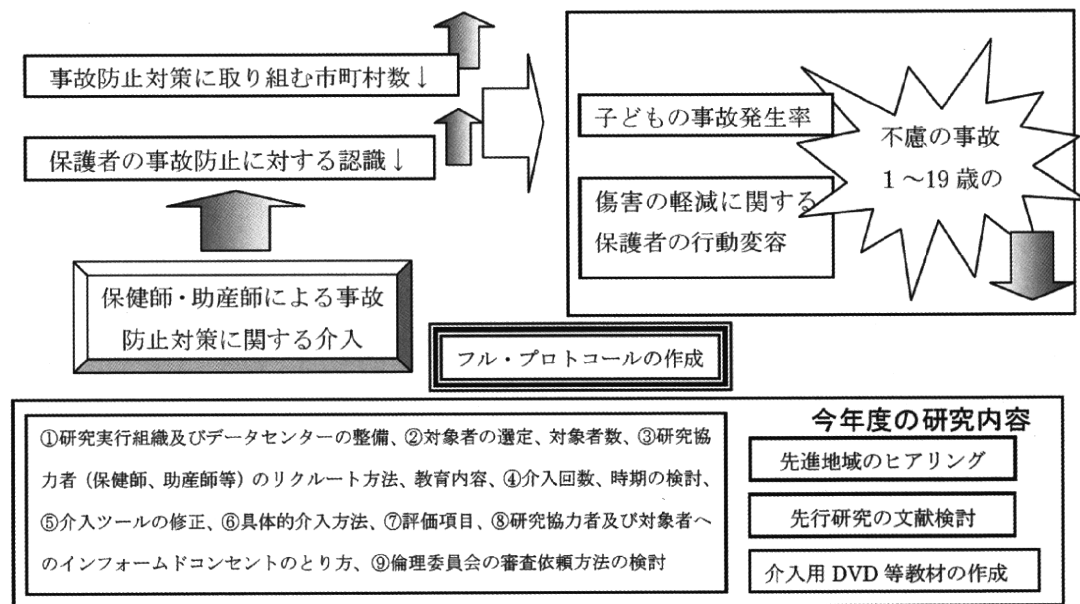 事故防止対策に取り組む市町村数↓
保護者の事故防止に対する認識↓
保健師・助産師による事故
防止対策に関する介入
子どもの事故発生率
傷害の軽減に関する
保護者の行動変容
不慮の事故
1～19歳の
フル・プロトコールの作成
今年度の研究内容
①研究実行組織及びデータセンターの整備、②対象者の選定、対象者数、③研究協
力者（保健師、助産師等）のリクルート方法、教育内容、④介入回数、時期の検討、
⑤介入ツールの修正、⑥具体的介入方法、⑦評価項目、⑧研究協力者及び対象者へ
のインフォームドコンセントのとり方、⑨倫理委員会の審査依頼方法の検討
先進地域のヒアリング
先行研究の文献検討
介入用 DVD 等教材の作成